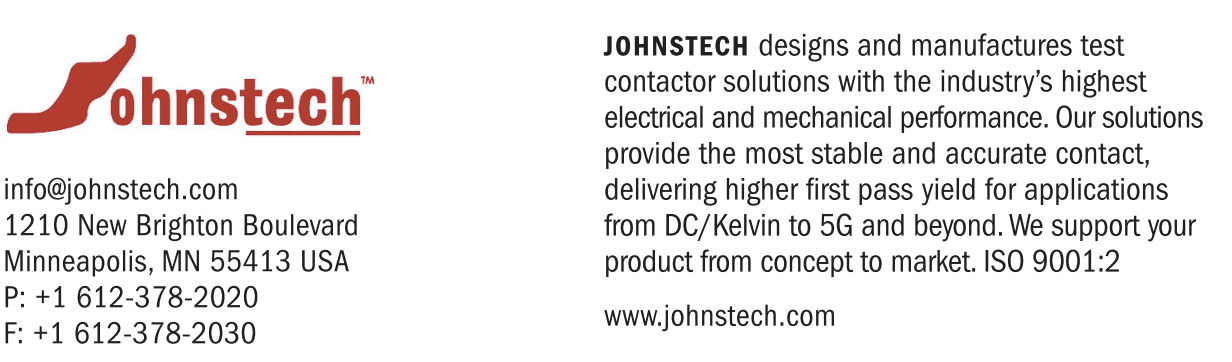 Johnstech™
info@johnstech.com
1210 New Brighton Boulevard
Minneapolis, MN 55413 USA
P: +1 612-378-2020
F: +1 612-378-2030
JOHNSTECH designs and manufactures test
contactor solutions with the industry’s highest
electrical and mechanical performance. Our solutions
provide the most stable and accurate contact,
delivering higher first pass yield for applications
from DC/Kelvin to 5G and beyond. We support your
product from concept to market. ISO 9001:2
www.johnstech.com